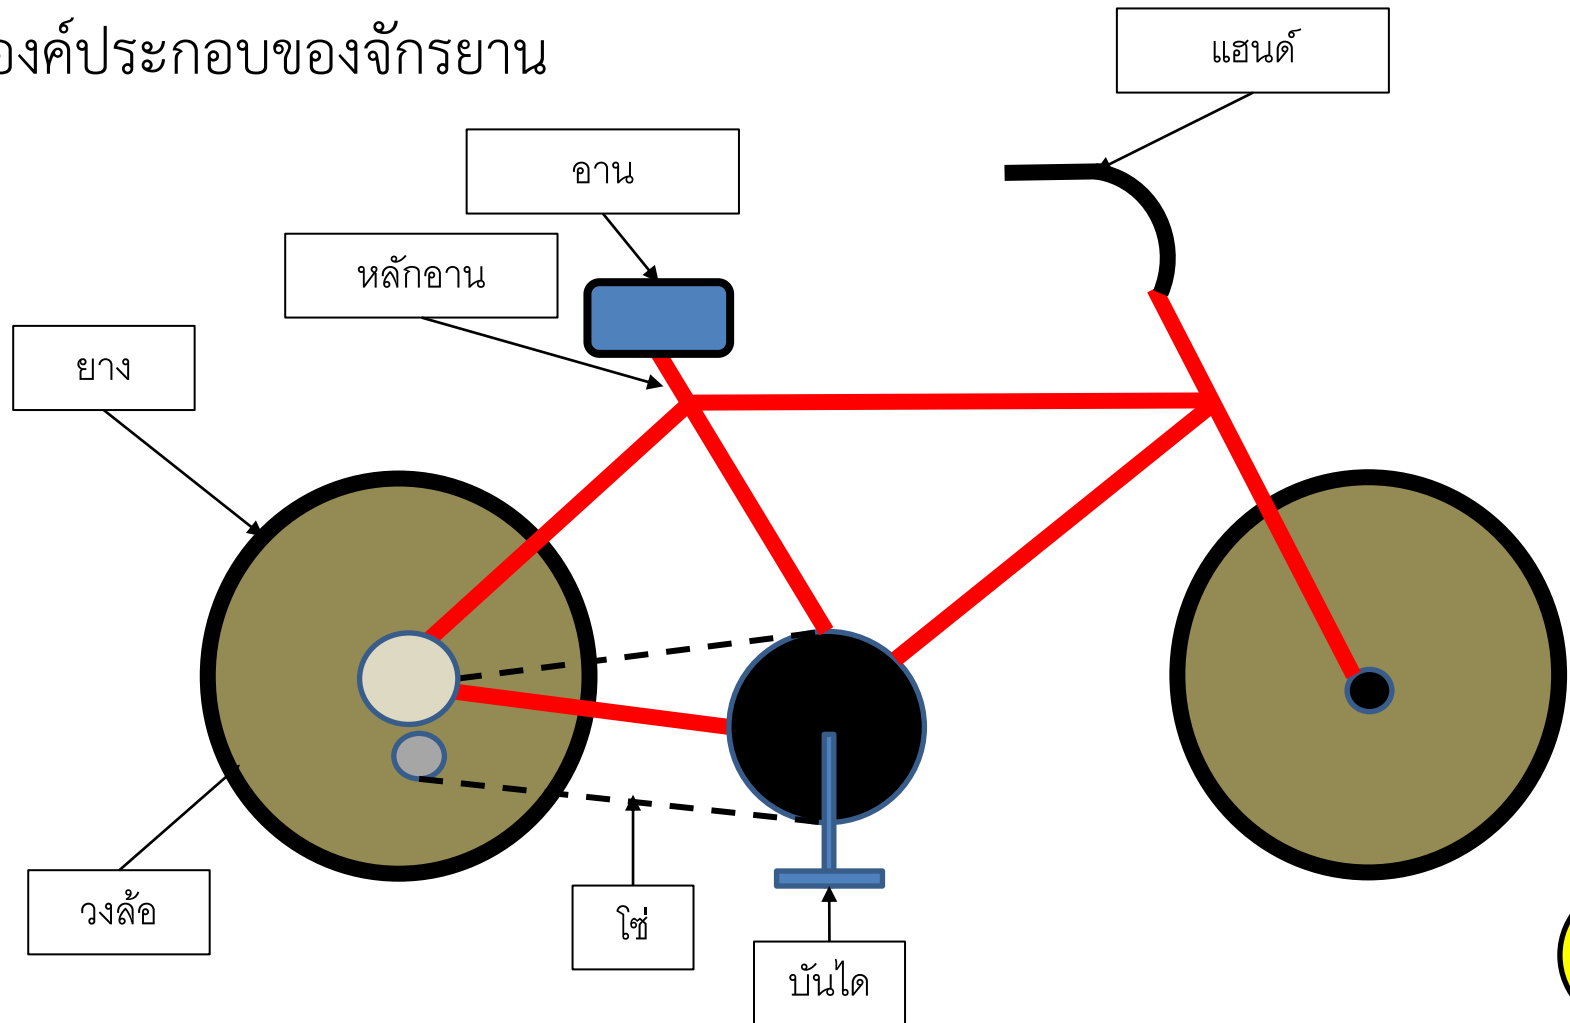 องค์ประกอบของจักรยาน
แฮนด์
อาน
หลักอาน
ยาง
วงล้อ
โซ่
บันได